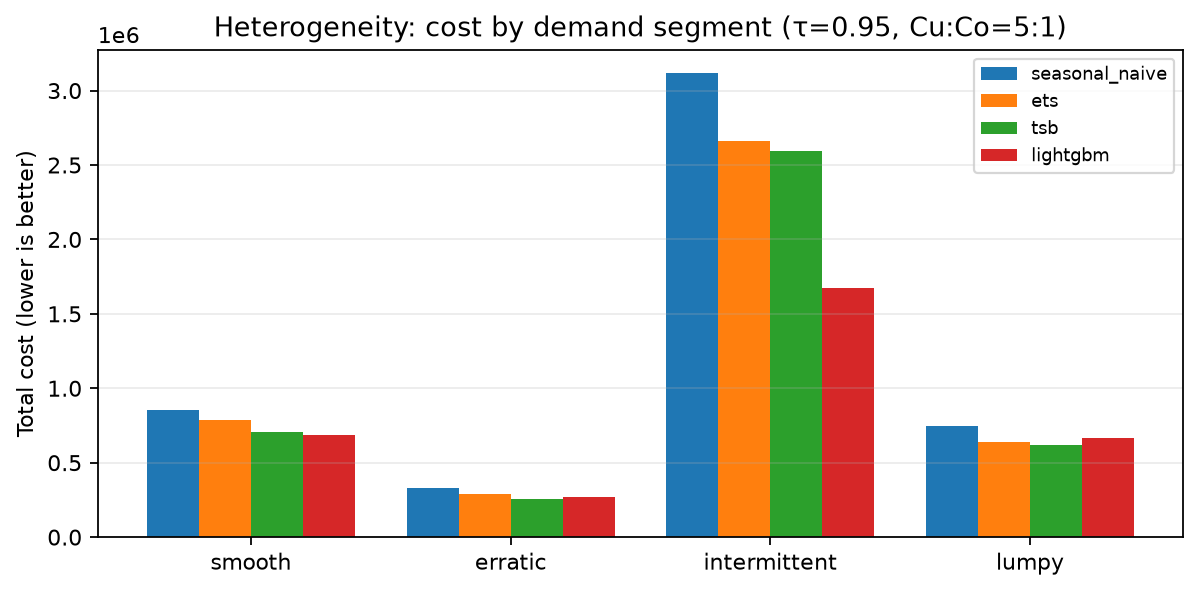 Heterogeneity: cost by demand segment (τ=0.95, Cu:Co=5:1)
1e6
Total cost (lower is better)
3.0
2.5
2.0
1.5
1.0
0.5
0.0
seasonal_naive
ets
tsb
lightgbm
smooth
erratic
intermittent
lumpy